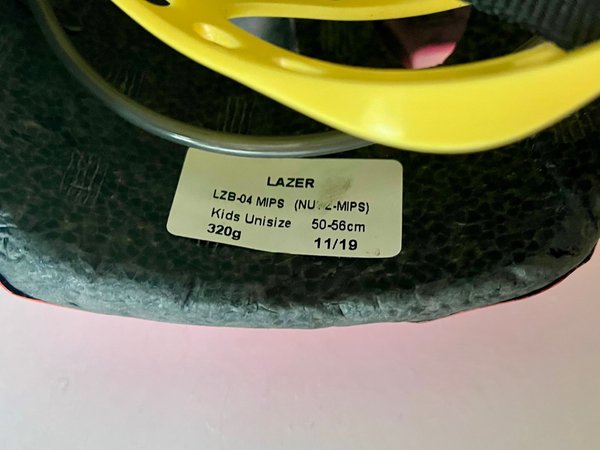 LAZER
LZB-04 MIPS
Kids Unisize 50-56cm
320g 11/19